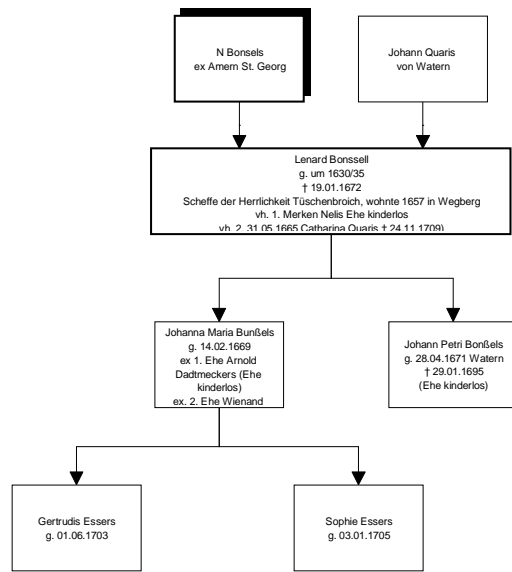 N Bonsels
ex Amern St. Georg
Johann Quaris
von Watern
Lenard Bonssell
g. um 1630/35
† 19.01.1672
Scheffe der Herrlichkeit Tüschenbroich, wohnte 1657 in Wegberg
vh. 1. Merken Nelis Ehe kinderlos
vh. 2. 31.05.1665 Catharina Quaris † 24.11.1709)
Johanna Maria Bunßels
g. 14.02.1669
ex 1. Ehe Arnold
Dadtmeckers (Ehe
kinderlos)
ex. 2. Ehe Wienand
Johann Petri Bonßels
g. 28.04.1671 Watern
† 29.01.1695
(Ehe kinderlos)
Gertrudis Essers
g. 01.06.1703
Sophie Essers
g. 03.01.1705